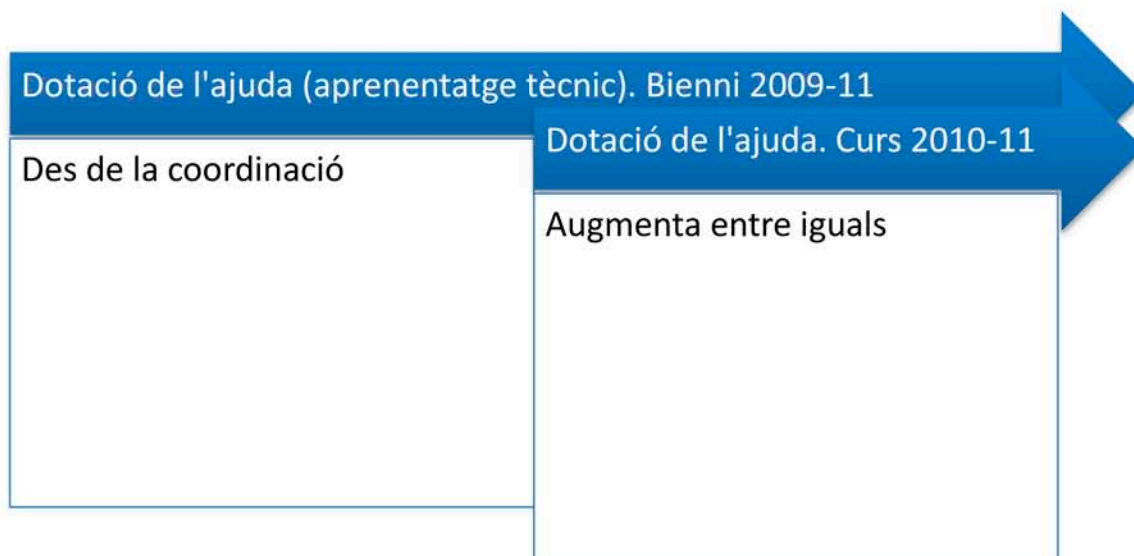 Dotació de l'ajuda (aprenentatge tècnic). Bienni 2009-11
Des de la coordinació
Dotació de l'ajuda. Curs 2010-11
Augmenta entre iguals